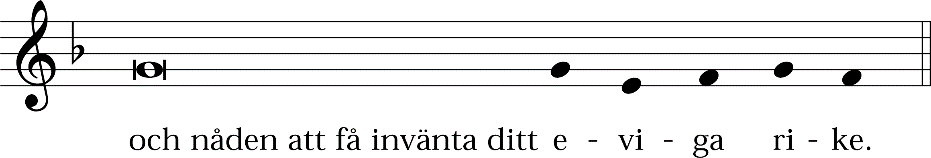 och nåden att få invänta ditt e - vi - ga ri - ke.